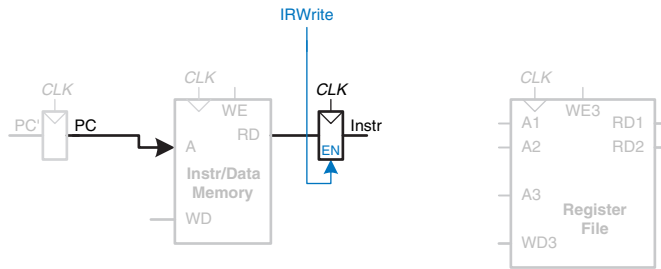 IRWrite
CLK
CLK
CLK
CLK
PC'
PC
WE
RD
A
EN
Instr
Instr/Data
Memory
WD
WE3
A1
RD1
A2
RD2
A3
Register
File
WD3